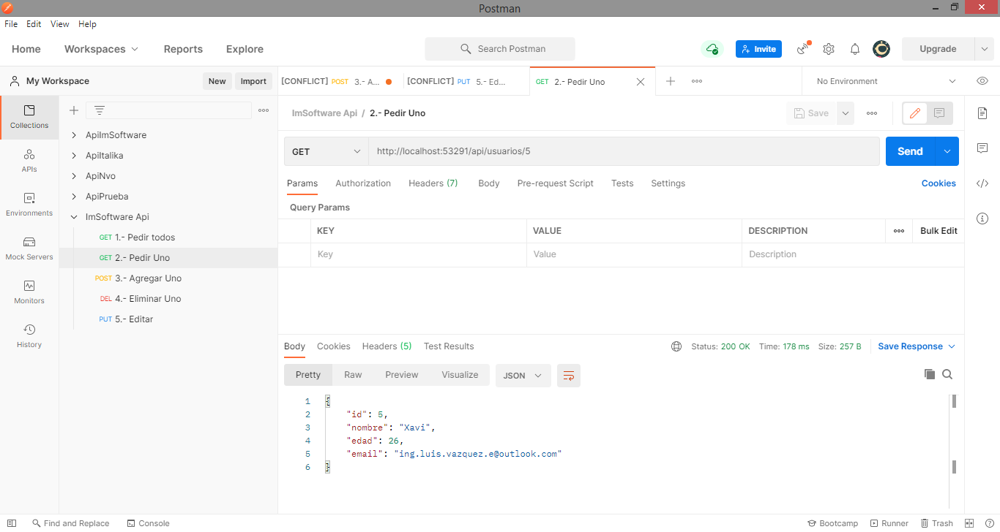 Postman
File Edit View Help
Home Workspaces Reports Explore Search Postman Invite Upgrade
My Workspace New Import
[CONFLICT] POST 3.- A... [CONFLICT] PUT 5.- Ed... GET 2.- Pedir Uno No Environment
Collections
APIs
Environments
Mock Servers
Monitors
History
ApiImSoftware
ApiItalika
ApiNvo
ApiPrueba
ImSoftware Api
GET 1.- Pedir todos
GET 2.- Pedir Uno
POST 3.- Agregar Uno
DEL 4.- Eliminar Uno
PUT 5.- Editar
ImSoftware Api / 2.- Pedir Uno Save
GET http://localhost:53291/api/usuarios/5 Send
Params Authorization Headers (7) Body Pre-request Script Tests Settings Cookies
Query Params
KEY VALUE DESCRIPTION Bulk Edit
Key Value Description
Body Cookies Headers (5) Test Results Status: 200 OK Time: 178 ms Size: 257 B Save Response
Pretty Raw Preview Visualize JSON
1 {
2 "id": 5,
3 "nombre": "Xavi",
4 "edad": 26,
5 "email": "ing.luis.vazquez.e@outlook.com"
6 }
Find and Replace Console Bootcamp Runner Trash